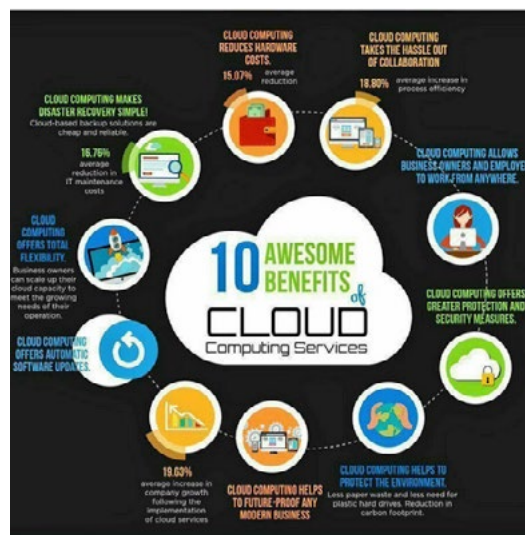 CLOUD COMPUTING
REDUCES HARDWARE
COSTS.
15.07% average
reduction
CLOUD COMPUTING
TAKES THE HASSLE OUT
OF COLLABORATION
18.80% average increase in
process efficiency
CLOUD COMPUTING ALLOWS
BUSINESS OWNERS AND EMPLOYE
TO WORK FROM ANYWHERE.
CLOUD COMPUTING OFFERS
GREATER PROTECTION AND
SECURITY MEASURES.
CLOUD COMPUTING HELPS TO
PROTECT THE ENVIRONMENT.
Less paper waste and less need for
plastic hard drives. Reduction in
carbon footprint.
CLOUD COMPUTING HELPS
TO FUTURE-PROOF ANY
MODERN BUSINESS
19.63%
average increase in
company growth
following the
implementation
of cloud services
CLOUD COMPUTING
OFFERS AUTOMATIC
SOFTWARE UPDATES.
CLOUD
COMPUTING
OFFERS TOTAL
FLEXIBILITY.
Business owners
can scale up their
cloud capacity to
meet the growing
needs of their
operation.
CLOUD COMPUTING MAKES
DISASTER RECOVERY SIMPLE!
Cloud-based backup solutions are
cheap and reliable.
16.76%
average
reduction in
IT maintenance
costs
10 AWESOME
BENEFITS
of
CLOUD
Computing Services